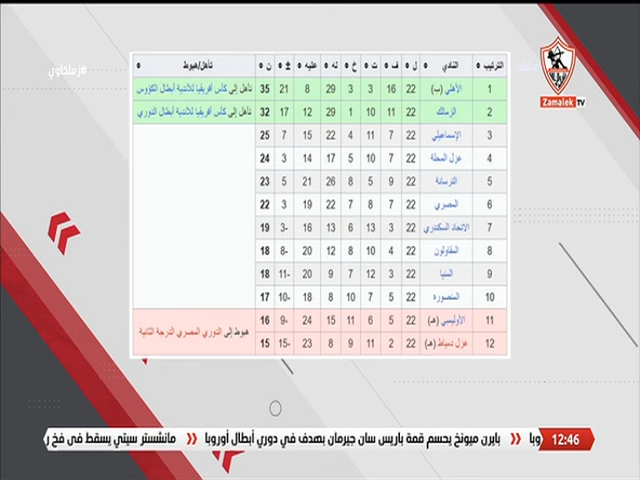 #زملكاوي
Zamalek TV
الترتيب النادي ل ف ت خ له عليه ± ن تأهل/هبوط
1 الأهلي (ب) 22 16 3 3 29 8 21 35 تأهل إلى كأس أفريقيا للأندية أبطال الكؤوس
2 الزمالك 22 11 10 1 29 12 17 32 تأهل إلى كأس أفريقيا للأندية أبطال الدوري
3 الإسماعيلي 22 7 11 4 22 15 7 25
4 غزل المحلة 22 7 10 5 17 14 3 24
5 الترسانة 22 9 5 8 26 21 5 23
6 المصري 22 7 8 7 22 19 3 22
7 الاتحاد السكندري 22 3 13 6 13 16 3- 19
8 المقاولون 22 4 10 8 12 20 8- 18
9 المنيا 22 3 12 7 9 20 11- 18
10 المنصورة 22 5 7 10 8 18 10- 17
11 الأوليمبي (هـ) 22 5 6 11 15 24 9- 16
هبوط إلى الدوري المصري الدرجة الثانية
12 غزل دمياط (هـ) 22 2 11 9 8 23 15- 15
12:46 وبا » بايرن ميونخ يحسم قمة باريس سان جيرمان بهدف في دوري أبطال أوروبا » مانشستر سيتي يسقط فى فخ ر